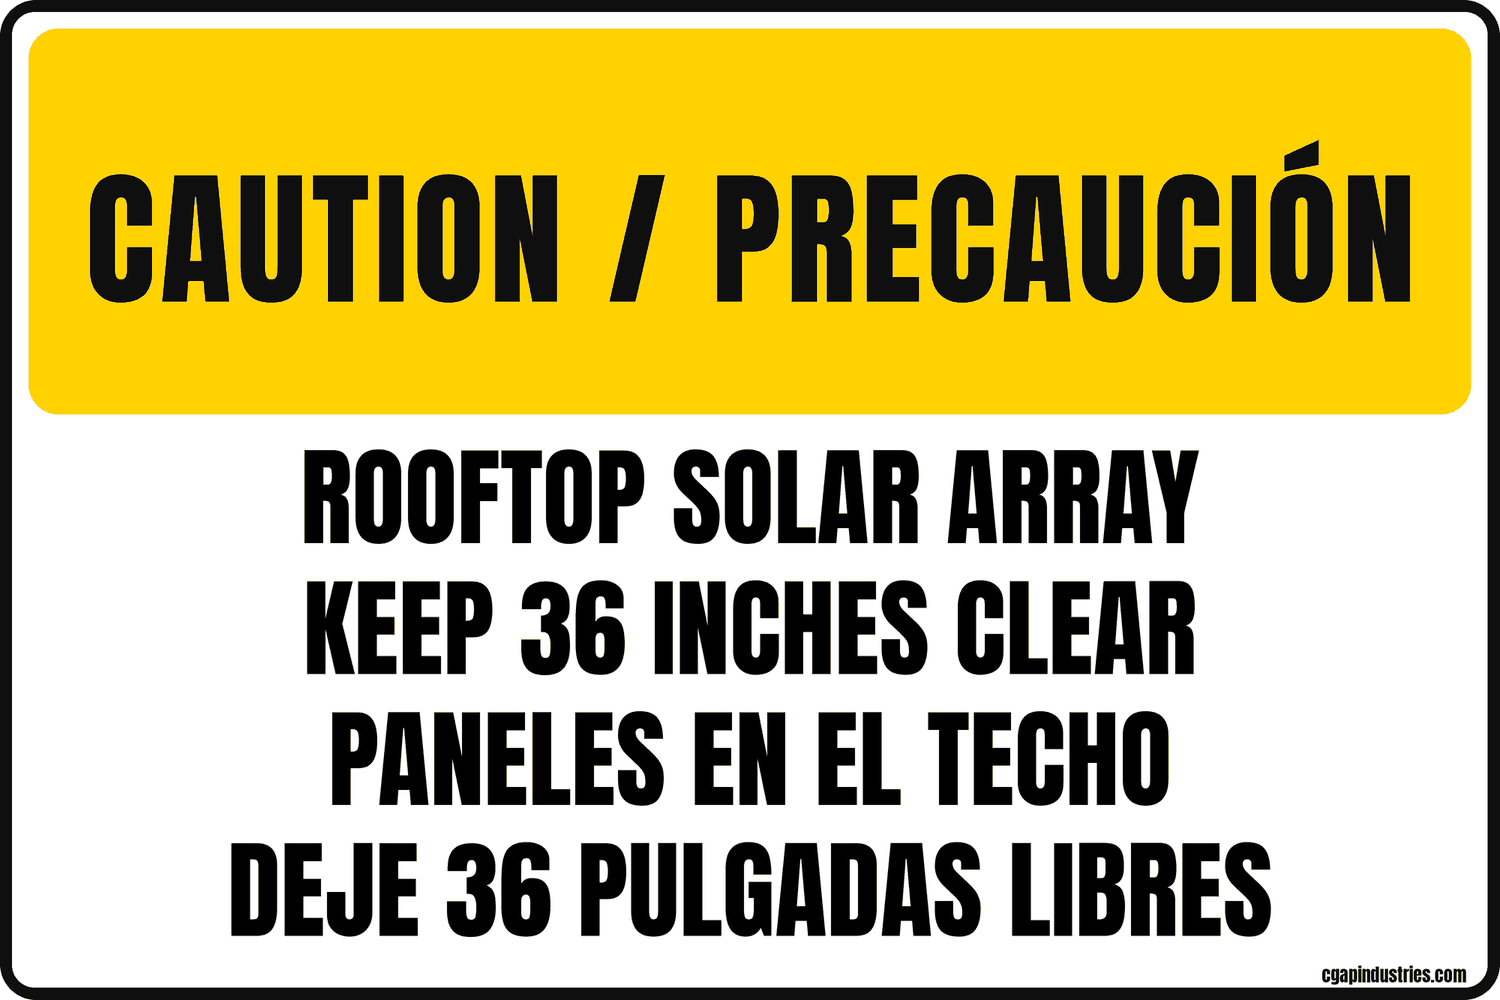 CAUTION / PRECAUCIÓN
ROOFTOP SOLAR ARRAY
KEEP 36 INCHES CLEAR
PANELES EN EL TECHO
DEJE 36 PULGADAS LIBRES
cgapindustries.com